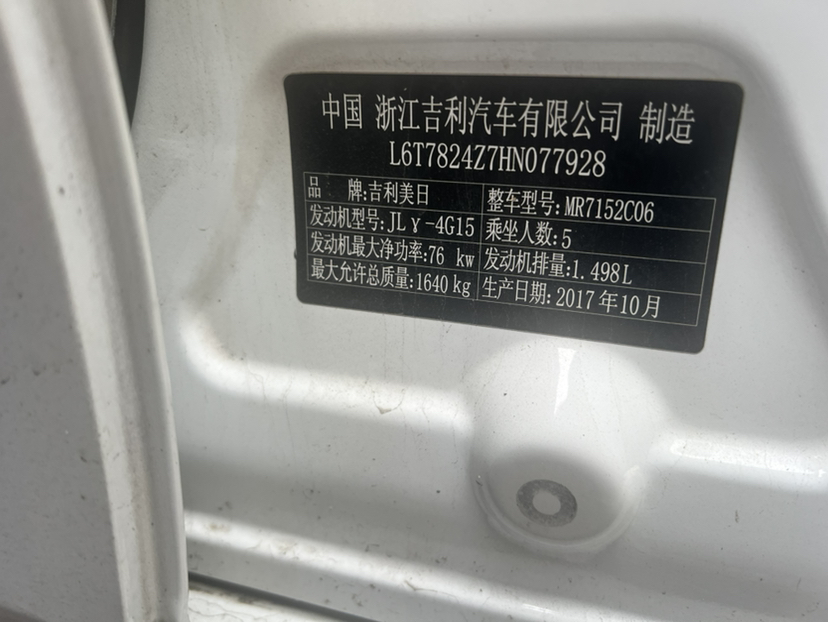 中国 浙江吉利汽车有限公司 制造
L6T7824Z7HN077928
品 牌:吉利美日 整车型号:MR7152C06
发动机型号:JLγ-4G15 乘坐人数:5
发动机最大净功率:76 kw 发动机排量:1.498L
最大允许总质量:1640 kg 生产日期:2017年10月